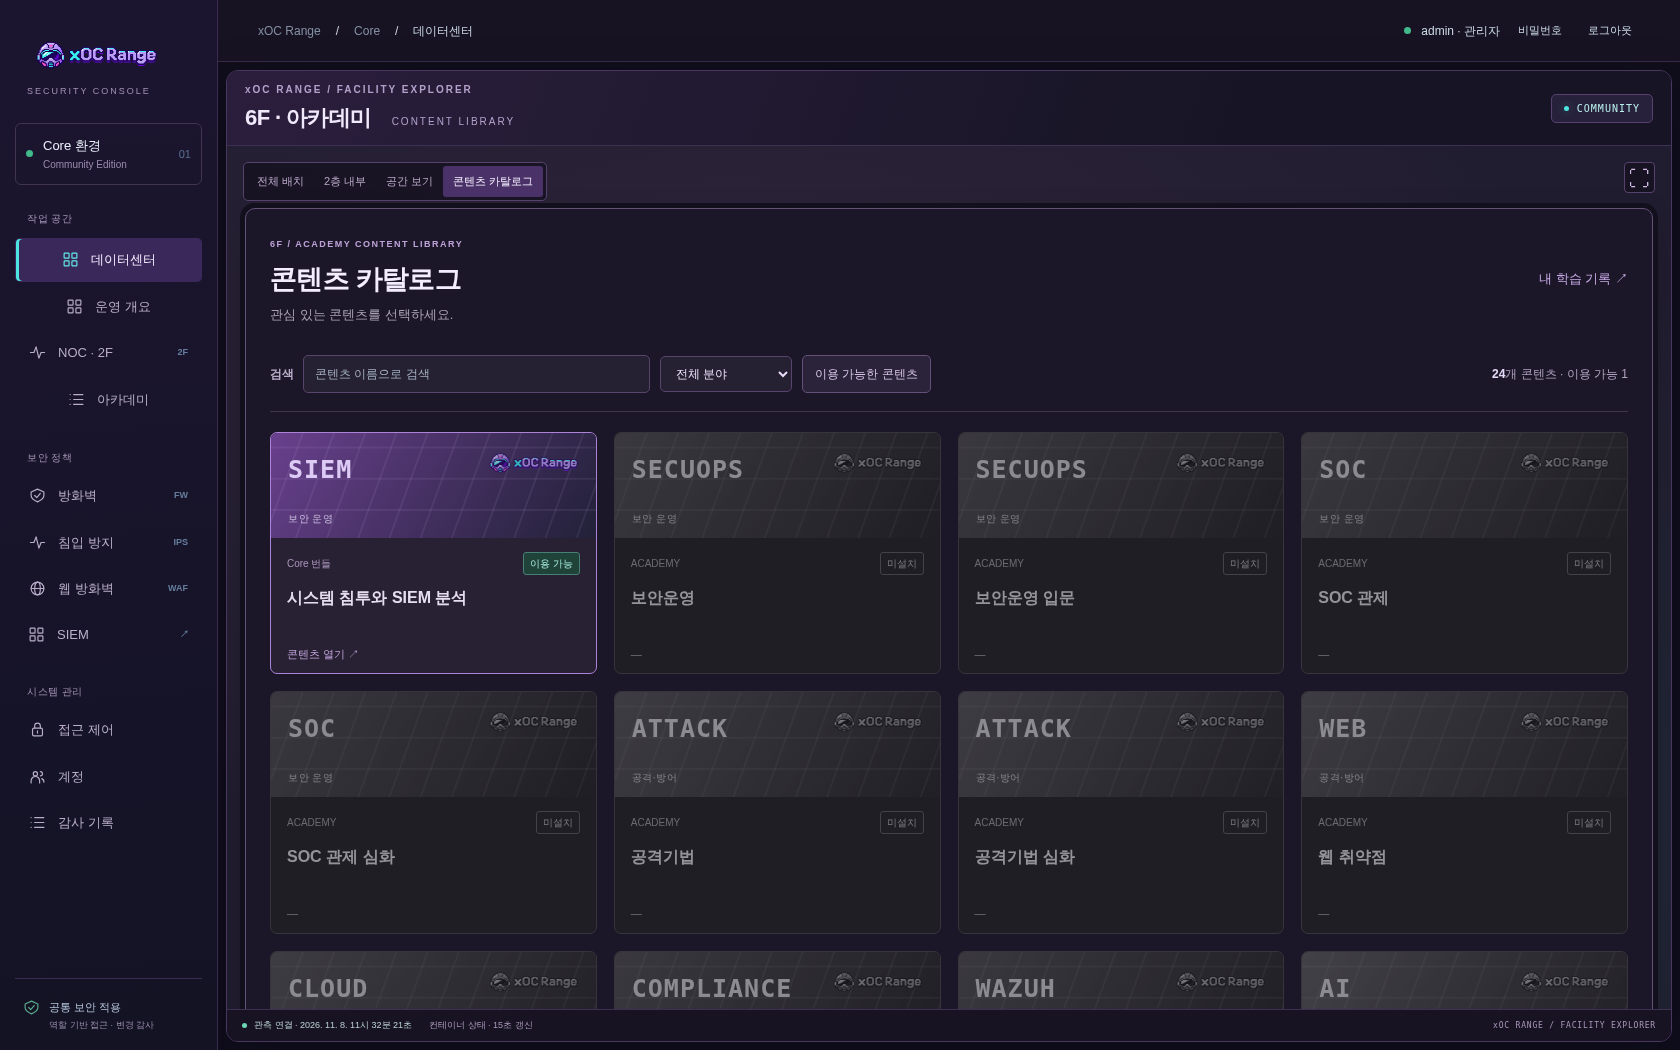 xOC Range
SECURITY CONSOLE
Core 환경
Community Edition
01
작업 공간
데이터센터
운영 개요
NOC · 2F
2F
아카데미
보안 정책
방화벽
FW
침입 방지
IPS
웹 방화벽
WAF
SIEM
↗
시스템 관리
접근 제어
계정
감사 기록
공통 보안 적용
역할 기반 접근 · 변경 감사
xOC Range / Core / 데이터센터
admin · 관리자
비밀번호
로그아웃
xOC RANGE / FACILITY EXPLORER
6F · 아카데미
CONTENT LIBRARY
COMMUNITY
전체 배치
2층 내부
공간 보기
콘텐츠 카탈로그
6F / ACADEMY CONTENT LIBRARY
콘텐츠 카탈로그
내 학습 기록 ↗
관심 있는 콘텐츠를 선택하세요.
검색
콘텐츠 이름으로 검색
전체 분야
이용 가능한 콘텐츠
24개 콘텐츠 · 이용 가능 1
SIEM
xOC Range
보안 운영
Core 번들
이용 가능
시스템 침투와 SIEM 분석
콘텐츠 열기 ↗
SECUOPS
xOC Range
보안 운영
ACADEMY
미설치
보안운영
—
SECUOPS
xOC Range
보안 운영
ACADEMY
미설치
보안운영 입문
—
SOC
xOC Range
보안 운영
ACADEMY
미설치
SOC 관제
—
SOC
xOC Range
보안 운영
ACADEMY
미설치
SOC 관제 심화
—
ATTACK
xOC Range
공격·방어
ACADEMY
미설치
공격기법
—
ATTACK
xOC Range
공격·방어
ACADEMY
미설치
공격기법 심화
—
WEB
xOC Range
공격·방어
ACADEMY
미설치
웹 취약점
—
CLOUD
xOC Range
COMPLIANCE
xOC Range
WAZUH
xOC Range
AI
xOC Range
관측 연결 · 2026. 11. 8. 11시 32분 21초
컨테이너 상태 · 15초 갱신
xOC RANGE / FACILITY EXPLORER